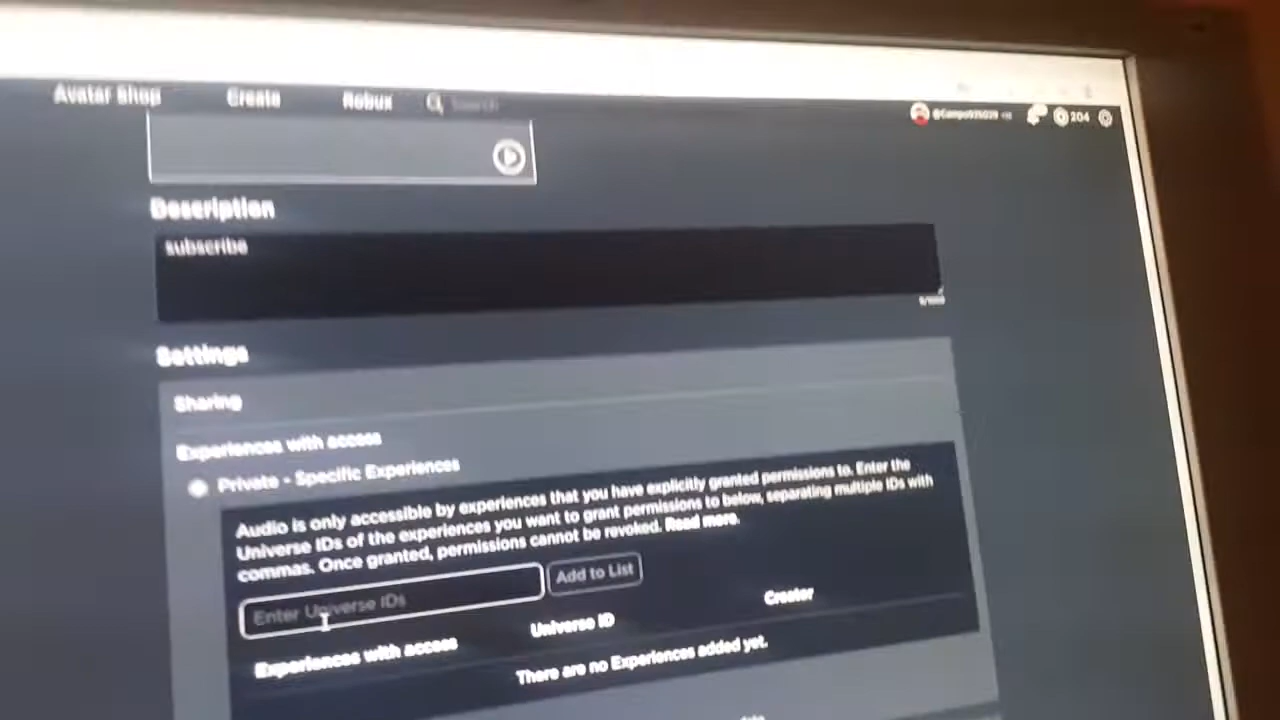 Avatar Shop Create Robux Search
204
Description
subscribe
Settings
Sharing
Experiences with access
Private - Specific Experiences
Audio is only accessible by experiences that you have explicitly granted permissions to. Enter the
Universe IDs of the experiences you want to grant permissions to below, separating multiple IDs with
commas. Once granted, permissions cannot be revoked. Read more.
Enter Universe IDs Add to List
Experiences with access Universe ID Creator
There are no Experiences added yet.